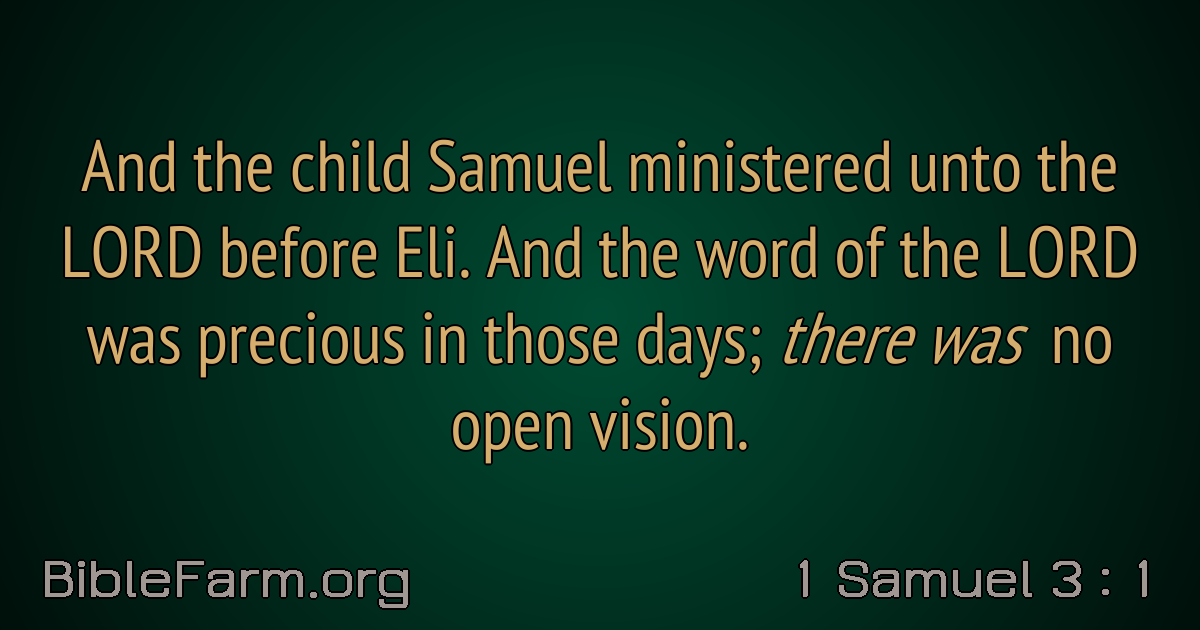 And the child Samuel ministered unto the
LORD before Eli. And the word of the LORD
was precious in those days; there was no
open vision.
BibleFarm.org
1 Samuel 3 : 1